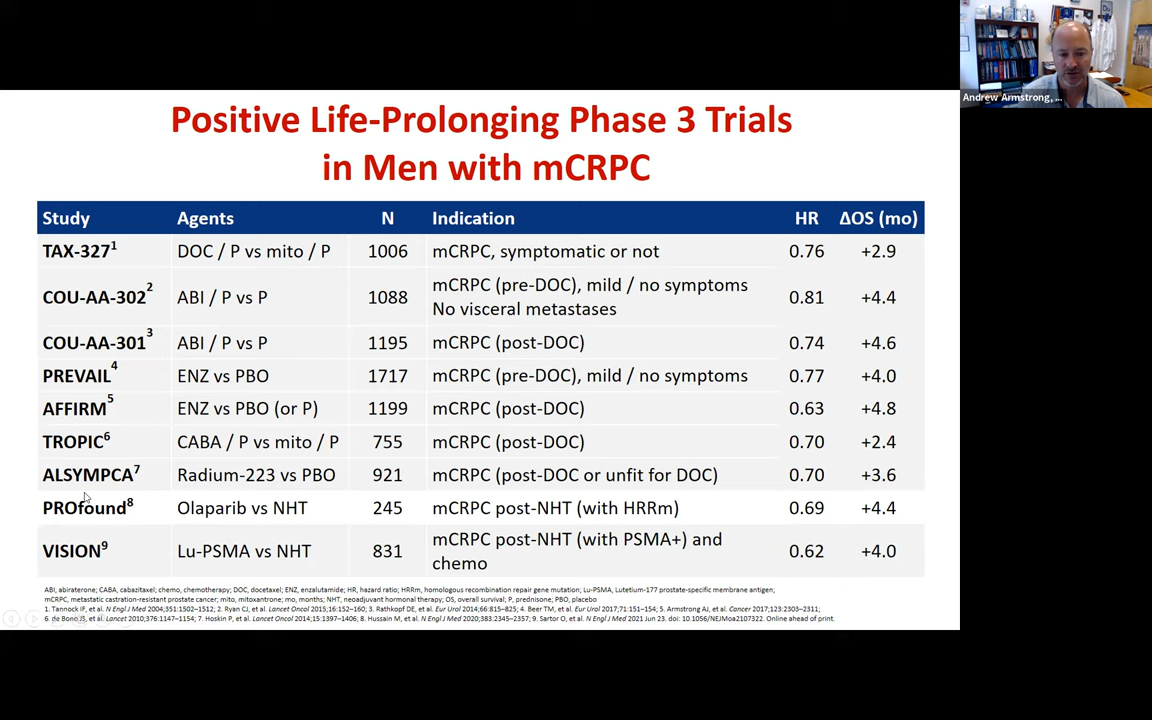 Andrew Armstrong, ...
Positive Life-Prolonging Phase 3 Trials
in Men with mCRPC
Study Agents N Indication HR ΔOS (mo)
TAX-327¹ DOC / P vs mito / P 1006 mCRPC, symptomatic or not 0.76 +2.9
COU-AA-302² ABI / P vs P 1088 mCRPC (pre-DOC), mild / no symptoms
No visceral metastases 0.81 +4.4
COU-AA-301³ ABI / P vs P 1195 mCRPC (post-DOC) 0.74 +4.6
PREVAIL⁴ ENZ vs PBO 1717 mCRPC (pre-DOC), mild / no symptoms 0.77 +4.0
AFFIRM⁵ ENZ vs PBO (or P) 1199 mCRPC (post-DOC) 0.63 +4.8
TROPIC⁶ CABA / P vs mito / P 755 mCRPC (post-DOC) 0.70 +2.4
ALSYMPCA⁷ Radium-223 vs PBO 921 mCRPC (post-DOC or unfit for DOC) 0.70 +3.6
PROfound⁸ Olaparib vs NHT 245 mCRPC post-NHT (with HRRm) 0.69 +4.4
VISION⁹ Lu-PSMA vs NHT 831 mCRPC post-NHT (with PSMA+) and
chemo 0.62 +4.0
ABI, abiraterone; CABA, cabazitaxel; chemo, chemotherapy; DOC, docetaxel; ENZ, enzalutamide; HR, hazard ratio; HRRm, homologous recombination repair gene mutation; Lu-PSMA, Lutetium-177 prostate-specific membrane antigen;
mCRPC, metastatic castration-resistant prostate cancer; mito, mitoxantrone; mo, months; NHT, neoadjuvant hormonal therapy; OS, overall survival; P, prednisone; PBO, placebo
1. Tannock IF, et al. N Engl J Med 2004;351:1502–1512; 2. Ryan CJ, et al. Lancet Oncol 2015;16:152–160; 3. Rathkopf DE, et al. Eur Urol 2014;66:815–825; 4. Beer TM, et al. Eur Urol 2017;71:151–154; 5. Armstrong AJ, et al. Cancer 2017;123:2303–2311;
6. de Bono JS, et al. Lancet 2010;376:1147–1154; 7. Hoskin P, et al. Lancet Oncol 2014;15:1397–1406; 8. Hussain M, et al. N Engl J Med 2020;383:2345–2357; 9. Sartor O, et al. N Engl J Med 2021 Jun 23. doi: 10.1056/NEJMoa2107322. Online ahead of print.